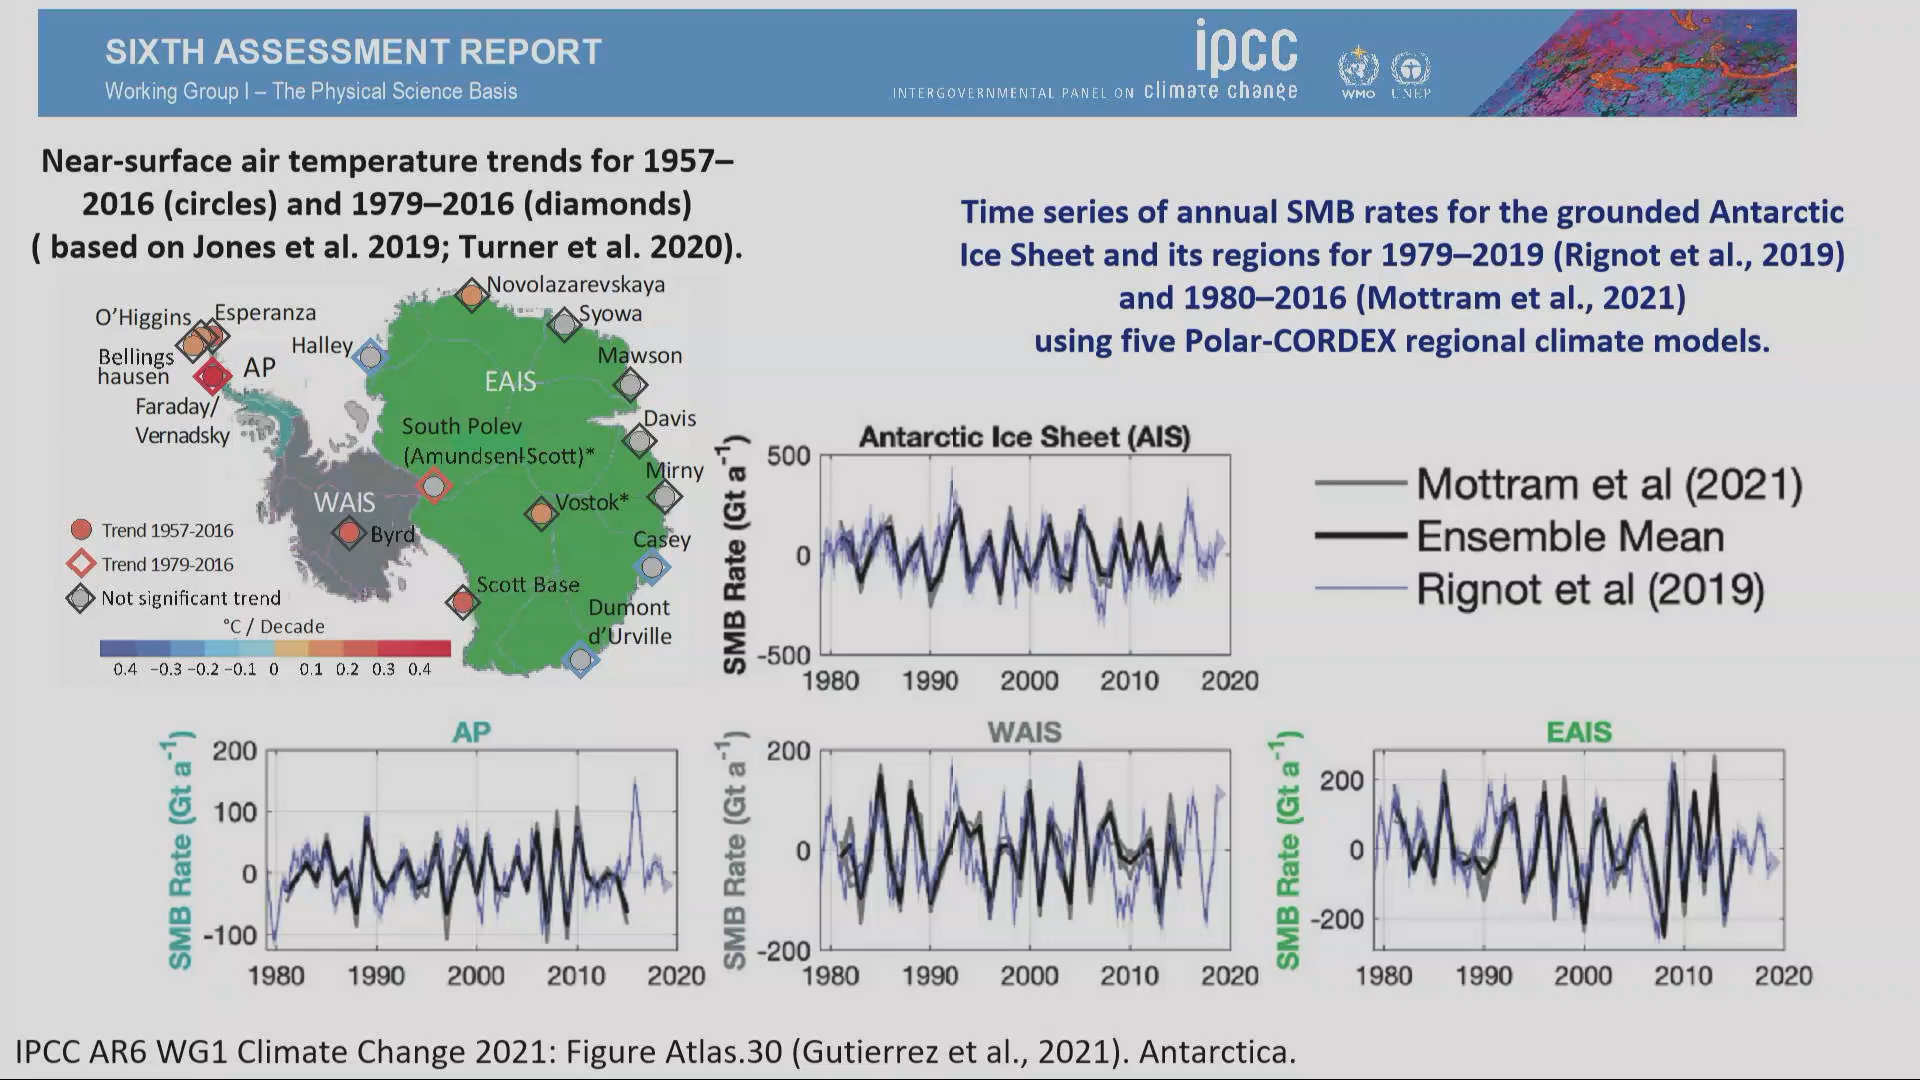 SIXTH ASSESSMENT REPORT
Working Group I – The Physical Science Basis
ipcc
INTERGOVERNMENTAL PANEL ON climate change
WMO UNEP
Near-surface air temperature trends for 1957–
2016 (circles) and 1979–2016 (diamonds)
( based on Jones et al. 2019; Turner et al. 2020).
Time series of annual SMB rates for the grounded Antarctic
Ice Sheet and its regions for 1979–2019 (Rignot et al., 2019)
and 1980–2016 (Mottram et al., 2021)
using five Polar-CORDEX regional climate models.
Novolazarevskaya
O'Higgins
Esperanza
Syowa
Halley
Bellings
hausen
AP
Mawson
EAIS
Faraday/
Vernadsky
Davis
South Polev
(Amundsen-Scott)*
Mirny
WAIS
Vostok*
Byrd
Casey
Scott Base
Dumont
d'Urville
Trend 1957-2016
Trend 1979-2016
Not significant trend
°C / Decade
0.4 −0.3 −0.2 −0.1 0 0.1 0.2 0.3 0.4
Antarctic Ice Sheet (AIS)
SMB Rate (Gt a⁻¹)
500
0
-500
1980 1990 2000 2010 2020
Mottram et al (2021)
Ensemble Mean
Rignot et al (2019)
AP
SMB Rate (Gt a⁻¹)
200
100
0
-100
1980 1990 2000 2010 2020
WAIS
SMB Rate (Gt a⁻¹)
200
0
-200
1980 1990 2000 2010 2020
EAIS
SMB Rate (Gt a⁻¹)
200
0
-200
1980 1990 2000 2010 2020
IPCC AR6 WG1 Climate Change 2021: Figure Atlas.30 (Gutierrez et al., 2021). Antarctica.